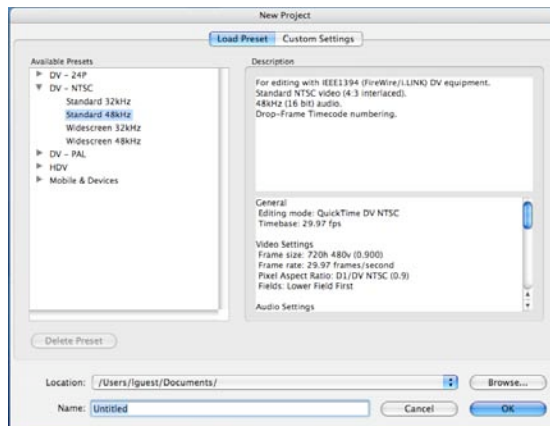 New Project
Load Preset Custom Settings
Available Presets
DV - 24P
DV - NTSC
Standard 32kHz
Standard 48kHz
Widescreen 32kHz
Widescreen 48kHz
DV - PAL
HDV
Mobile & Devices
Description
For editing with IEEE1394 (FireWire/i.LINK) DV equipment.
Standard NTSC video (4:3 interlaced).
48kHz (16 bit) audio.
Drop-Frame Timecode numbering.
General
Editing mode: QuickTime DV NTSC
Timebase: 29.97 fps
Video Settings
Frame size: 720h 480v (0.900)
Frame rate: 29.97 frames/second
Pixel Aspect Ratio: D1/DV NTSC (0.9)
Fields: Lower Field First
Audio Settings
Delete Preset
Location: /Users/lguest/Documents/ Browse...
Name: Untitled Cancel OK